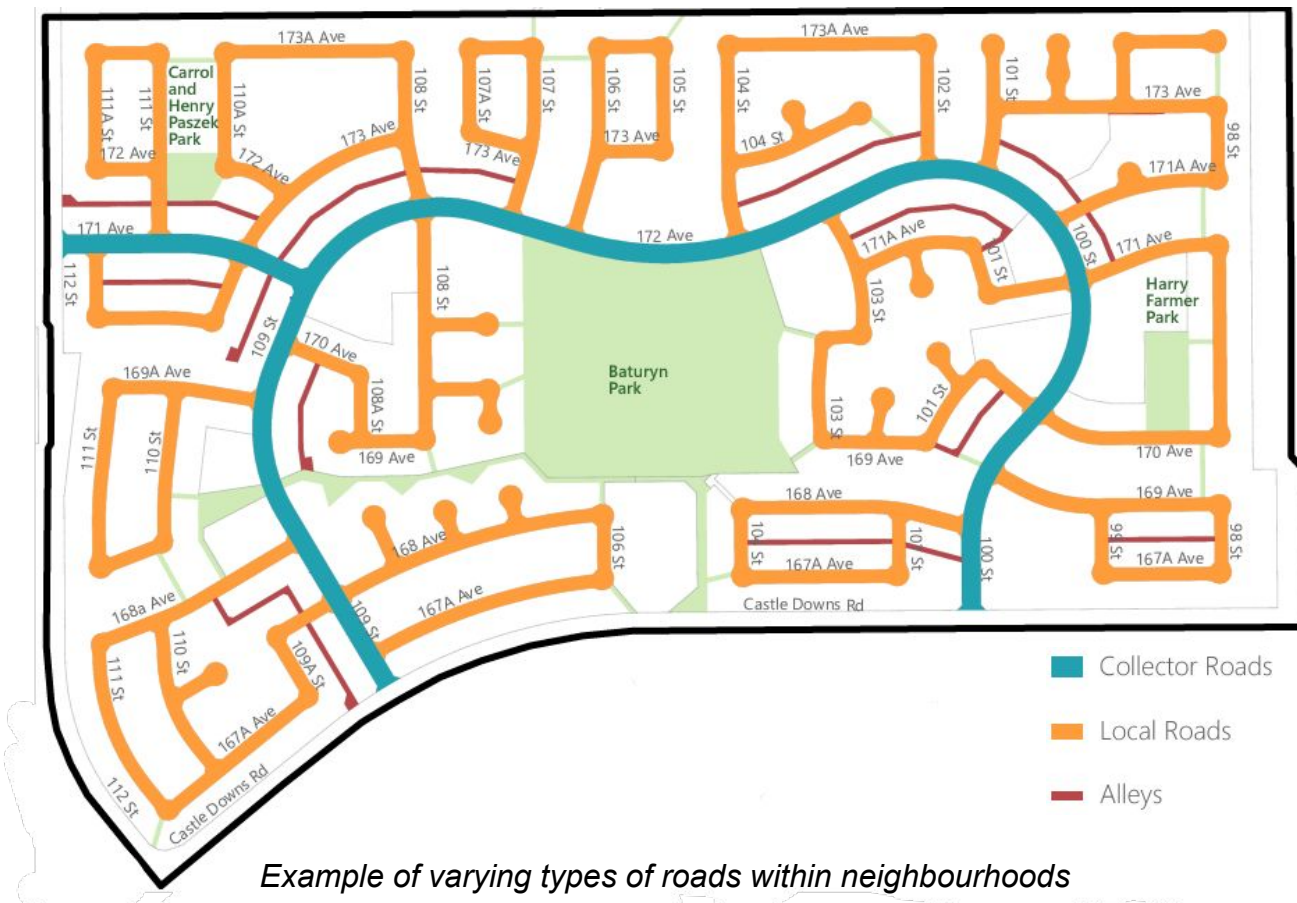 173A Ave
173A Ave
Carrol
and
Henry
Paszek
Park
111A St
111 St
110A St
108 St
107A St
107 St
106 St
105 St
104 St
102 St
101 St
173 Ave
98 St
172 Ave
172 Ave
173 Ave
173 Ave
173 Ave
104 St
171A Ave
171 Ave
112 St
109 St
108 St
172 Ave
171A Ave
103 St
100 St
171 Ave
Harry
Farmer
Park
169A Ave
111 St
110 St
170 Ave
108A St
169 Ave
Baturyn
Park
103 St
169 Ave
101 St
170 Ave
168 Ave
106 St
168 Ave
100 St
169 Ave
98 St
167A Ave
167A Ave
167A Ave
Castle Downs Rd
168a Ave
109 St
111 St
110 St
109A St
167A Ave
112 St
Castle Downs Rd
Collector Roads
Local Roads
Alleys
Example of varying types of roads within neighbourhoods